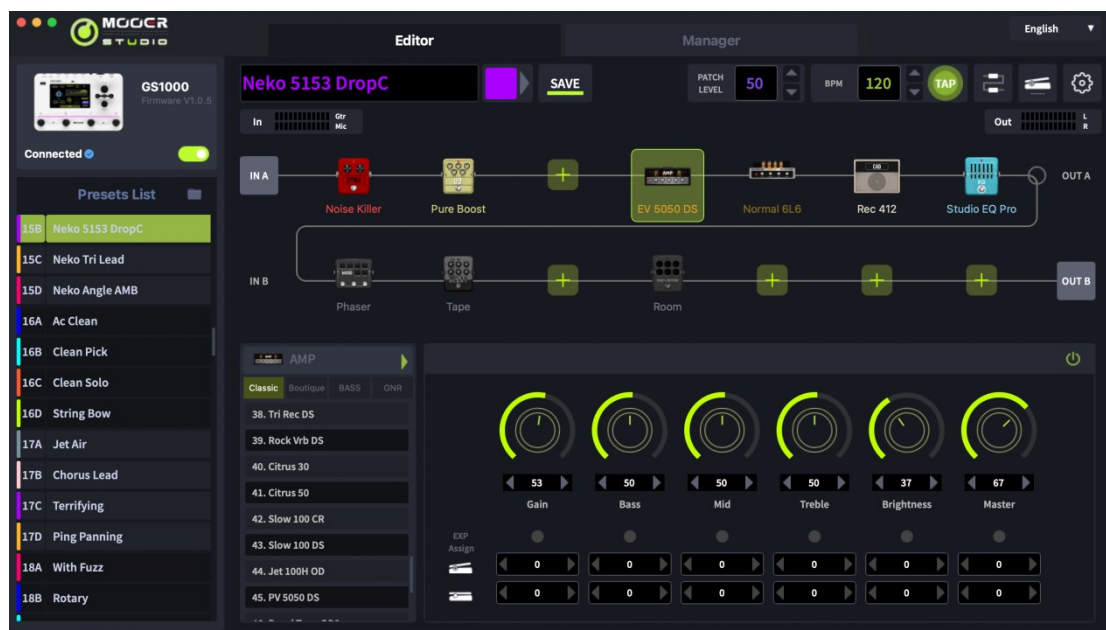 MOOER
STUDIO
Editor
Manager
English
GS1000
Firmware V1.0.5
Connected
Neko 5153 DropC
SAVE
PATCH
LEVEL
50
BPM
120
TAP
In
Gtr
Mic
Out
L
R
Presets List
15B Neko 5153 DropC
15C Neko Tri Lead
15D Neko Angle AMB
16A Ac Clean
16B Clean Pick
16C Clean Solo
16D String Bow
17A Jet Air
17B Chorus Lead
17C Terrifying
17D Ping Panning
18A With Fuzz
18B Rotary
IN A
Noise Killer
Pure Boost
EV 5050 DS
Normal 6L6
Rec 412
Studio EQ Pro
OUT A
IN B
Phaser
Tape
Room
OUT B
AMP
Classic Boutique BASS GNR
38. Tri Rec DS
39. Rock Vrb DS
40. Citrus 30
41. Citrus 50
42. Slow 100 CR
43. Slow 100 DS
44. Jet 100H OD
45. PV 5050 DS
53 50 50 50 37 67
Gain Bass Mid Treble Brightness Master
EXP
Assign
0 0 0 0 0 0
0 0 0 0 0 0